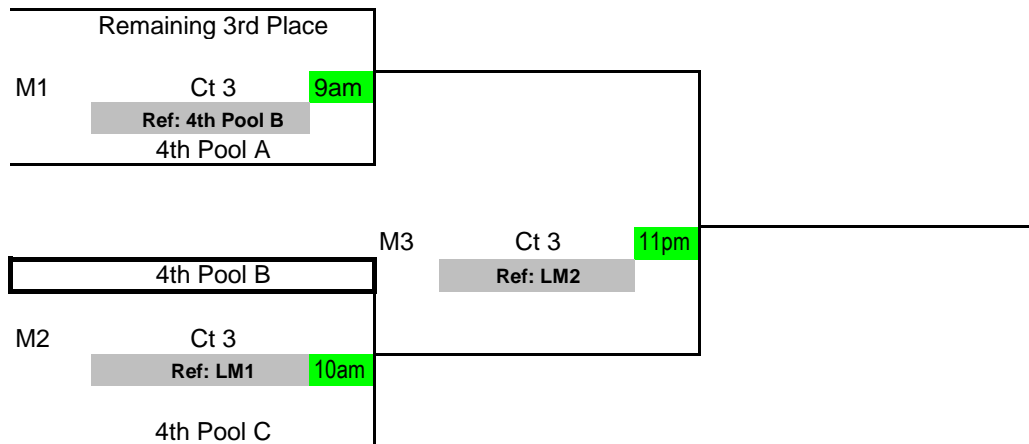 Remaining 3rd Place
M1 Ct 3 9am
Ref: 4th Pool B
4th Pool A
M3 Ct 3 11pm
Ref: LM2
4th Pool B
M2 Ct 3
Ref: LM1 10am
4th Pool C